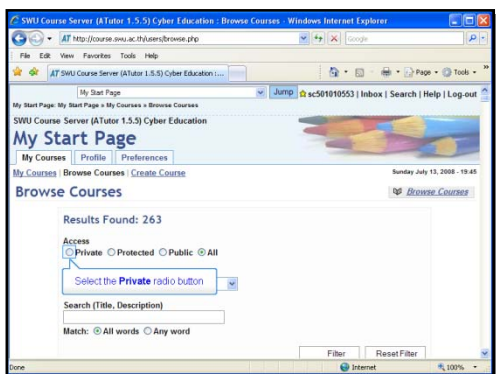 SWU Course Server (ATutor 1.5.5) Cyber Education : Browse Courses - Windows Internet Explorer
AT http://course.swu.ac.th/users/browse.php
Google
File Edit View Favorites Tools Help
AT SWU Course Server (ATutor 1.5.5) Cyber Education :...
Page Tools
My Start Page Jump sc501010553 | Inbox | Search | Help | Log-out
My Start Page: My Start Page » My Courses » Browse Courses
SWU Course Server (ATutor 1.5.5) Cyber Education
My Start Page
My Courses Profile Preferences
My Courses | Browse Courses | Create Course Sunday July 13, 2008 - 19:45
Browse Courses Browse Courses
Results Found: 263
Access
Private Protected Public All
Select the Private radio button
Search (Title, Description)
Match: All words Any word
Filter Reset Filter
Done Internet 100%